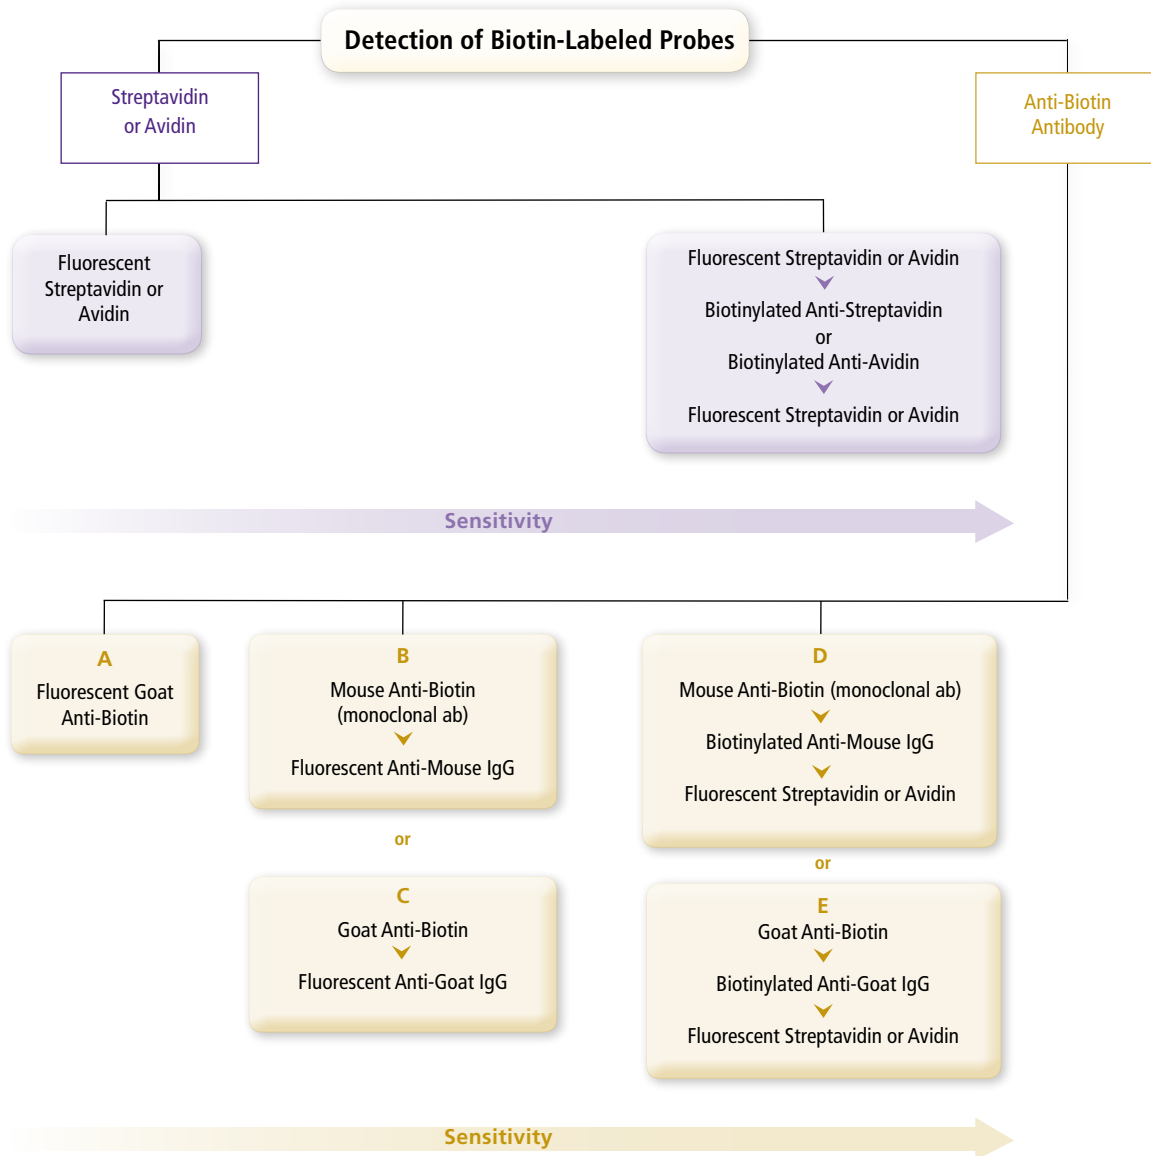 Detection of Biotin-Labeled Probes
Streptavidin
or Avidin
Anti-Biotin
Antibody
Fluorescent
Streptavidin or
Avidin
Fluorescent Streptavidin or Avidin
Biotinylated Anti-Streptavidin
or
Biotinylated Anti-Avidin
Fluorescent Streptavidin or Avidin
Sensitivity
A
Fluorescent Goat
Anti-Biotin
B
Mouse Anti-Biotin
(monoclonal ab)
Fluorescent Anti-Mouse IgG
or
C
Goat Anti-Biotin
Fluorescent Anti-Goat IgG
D
Mouse Anti-Biotin (monoclonal ab)
Biotinylated Anti-Mouse IgG
Fluorescent Streptavidin or Avidin
or
E
Goat Anti-Biotin
Biotinylated Anti-Goat IgG
Fluorescent Streptavidin or Avidin
Sensitivity